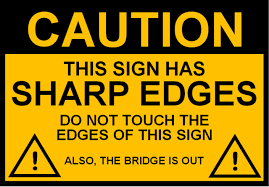 CAUTION
THIS SIGN HAS
SHARP EDGES
DO NOT TOUCH THE
EDGES OF THIS SIGN
! ALSO, THE BRIDGE IS OUT !